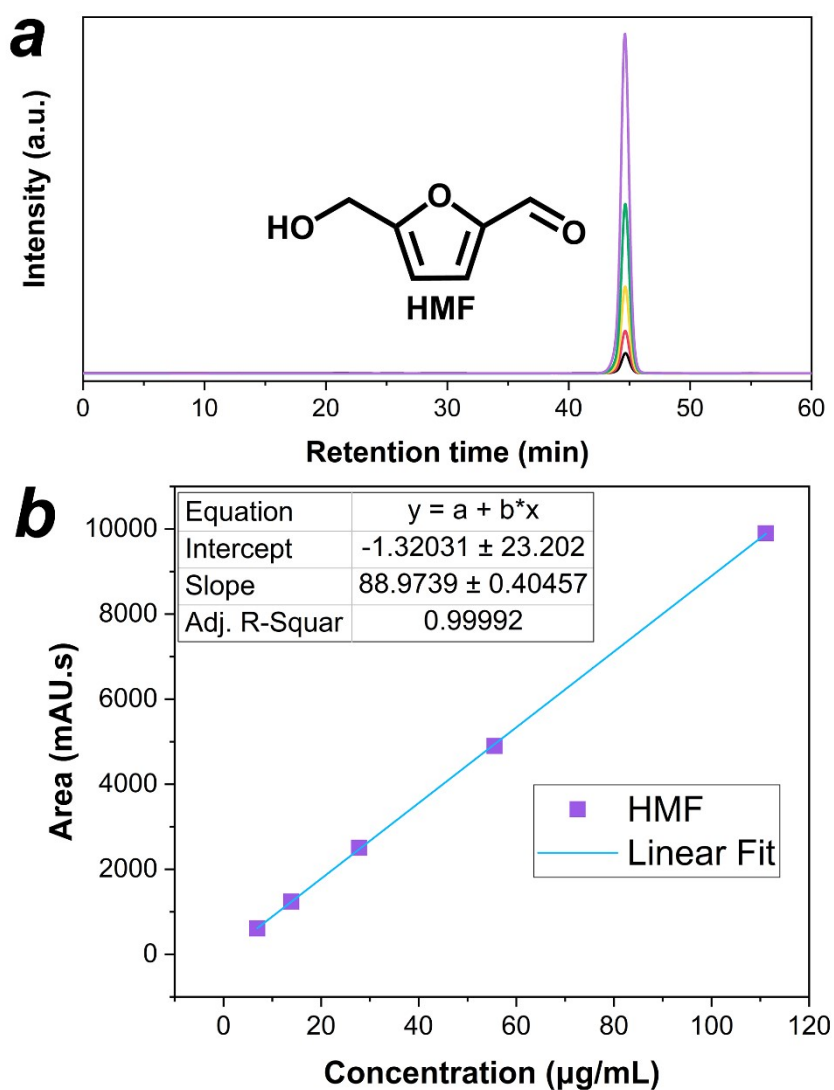 a
Intensity (a.u.)
HO
O
O
HMF
0 10 20 30 40 50 60
Retention time (min)
b
Equation y = a + b*x
Intercept -1.32031 ± 23.202
Slope 88.9739 ± 0.40457
Adj. R-Squar 0.99992
10000
8000
6000
4000
2000
0
Area (mAU.s)
HMF
Linear Fit
0 20 40 60 80 100 120
Concentration (µg/mL)